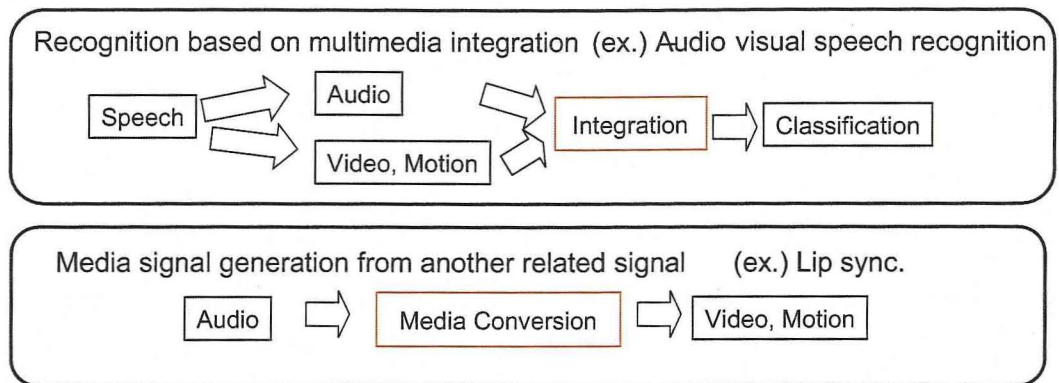 Recognition based on multimedia integration (ex.) Audio visual speech recognition
Speech
Audio
Video, Motion
Integration
Classification
Media signal generation from another related signal (ex.) Lip sync.
Audio
Media Conversion
Video, Motion